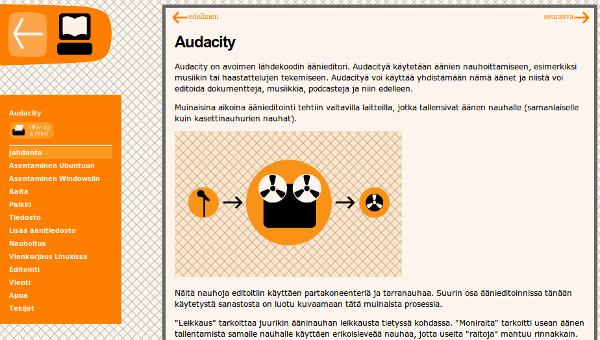 edellinen
seuraava
Audacity
Audacity on avoimen lähdekoodin äänieditori. Audacityä käytetään äänien nauhoittamiseen, esimerkiksi
musiikin tai haastattelujen tekemiseen. Audacityä voi käyttää yhdistämään nämä äänet ja niistä voi
editoida dokumentteja, musiikkia, podcasteja ja niin edelleen.
Muinaisina aikoina äänieditointi tehtiin valtavilla laitteilla, jotka tallensivat äänen nauhalle (samanlaiselle
kuin kasettinauhurien nauhat).
Näitä nauhoja editoitiin käyttäen partakoneenteriä ja tarranauhaa. Suurin osa äänieditoinnissa tänään
käytetystä sanastosta on luotu kuvaamaan tätä muinaista prosessia.
"Leikkaus" tarkoittaa juurikin ääninauhan leikkausta tietyssä kohdassa. "Moniraita" tarkoitti usean äänen
tallentamista samalle nauhalle käyttäen erikoisleveää nauhaa, jotta useita "raitoja" mahtuu rinnakkain.
Audacity
VIEW ALL
& PRINT
Johdanto
Asentaminen Ubuntuun
Asentaminen Windowsiin
Raita
Palkki
Tiedosto
Lisää äänitiedosto
Nauhoitus
Viankorjaus Linuxissa
Editointi
Vienti
Apua
Tekijät